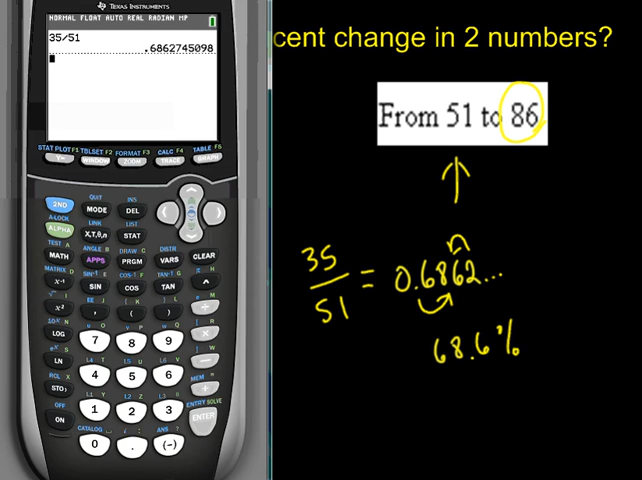 TEXAS INSTRUMENTS
NORMAL FLOAT AUTO REAL RADIAN MP
35/51
.6862745098
STAT PLOT F1 TBLSET F2 FORMAT F3 CALC F4 TABLE F5
Y= WINDOW ZOOM TRACE GRAPH
QUIT INS
2ND MODE DEL
A-LOCK LINK LIST
ALPHA X,T,θ,n STAT
TEST A ANGLE B DRAW C DISTR
MATH APPS PRGM VARS CLEAR
MATRIX D SIN⁻¹ E COS⁻¹ F TAN⁻¹ G π H
x⁻¹ SIN COS TAN ^
√ I EE J { K } L e M
x² , ( ) ÷
10ˣ N u O v P w Q [ R
LOG 7 8 9 ×
eˣ S L4 T L5 U L6 V ] W
LN 4 5 6 −
RCL X L1 Y L2 Z L3 θ MEM "
STO› 1 2 3 +
OFF CATALOG i ANS ? ENTRY SOLVE
ON 0 . (−) ENTER
cent change in 2 numbers?
From 51 to 86
35/51 = 0.6862...
68.6%